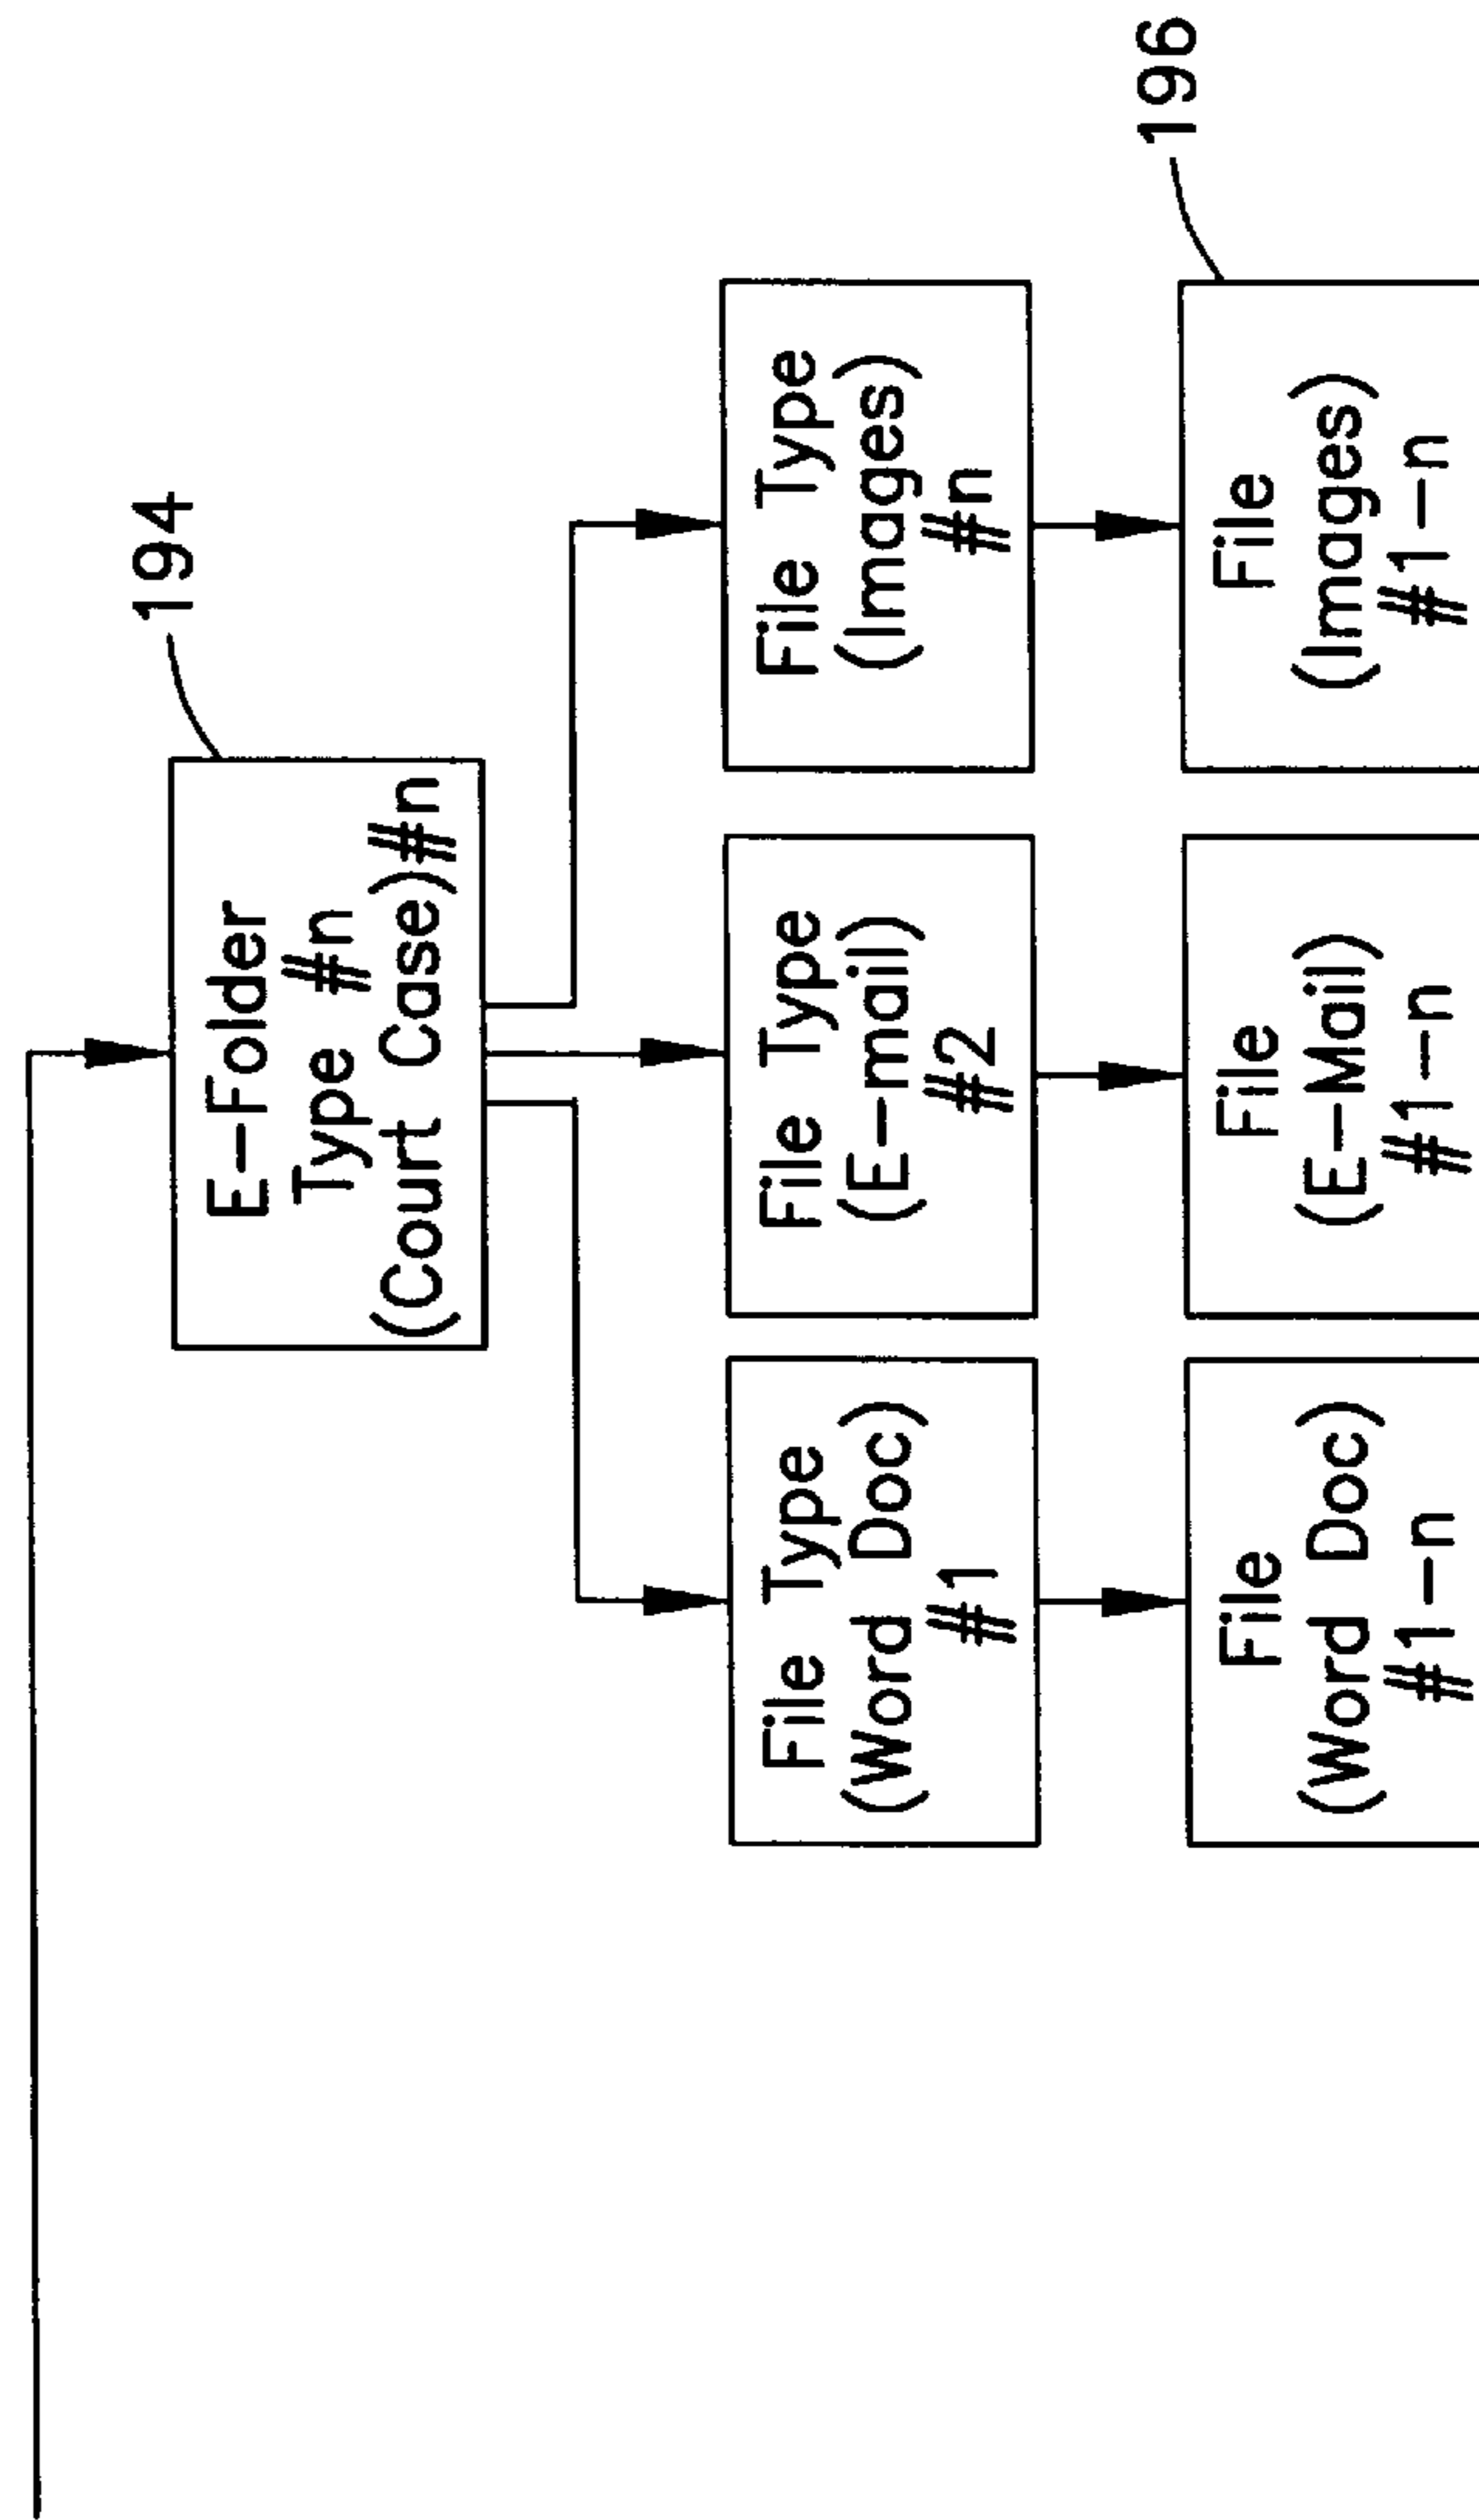 194
E-Folder
Type #n
(Court Case)#n
File Type
(Word Doc)
#1
File Type
(E-mail)
#2
File Type
(Images)
#n
196
File
(Word Doc)
#1-n
File
(E-Mail)
#1-n
File
(Images)
#1-n